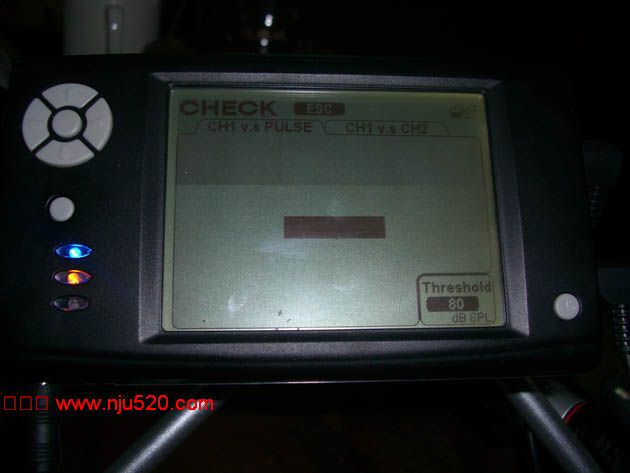 CHECK ESC
CH1 v.s PULSE CH1 v.s CH2
Threshold
80
dB SPL
www.nju520.com